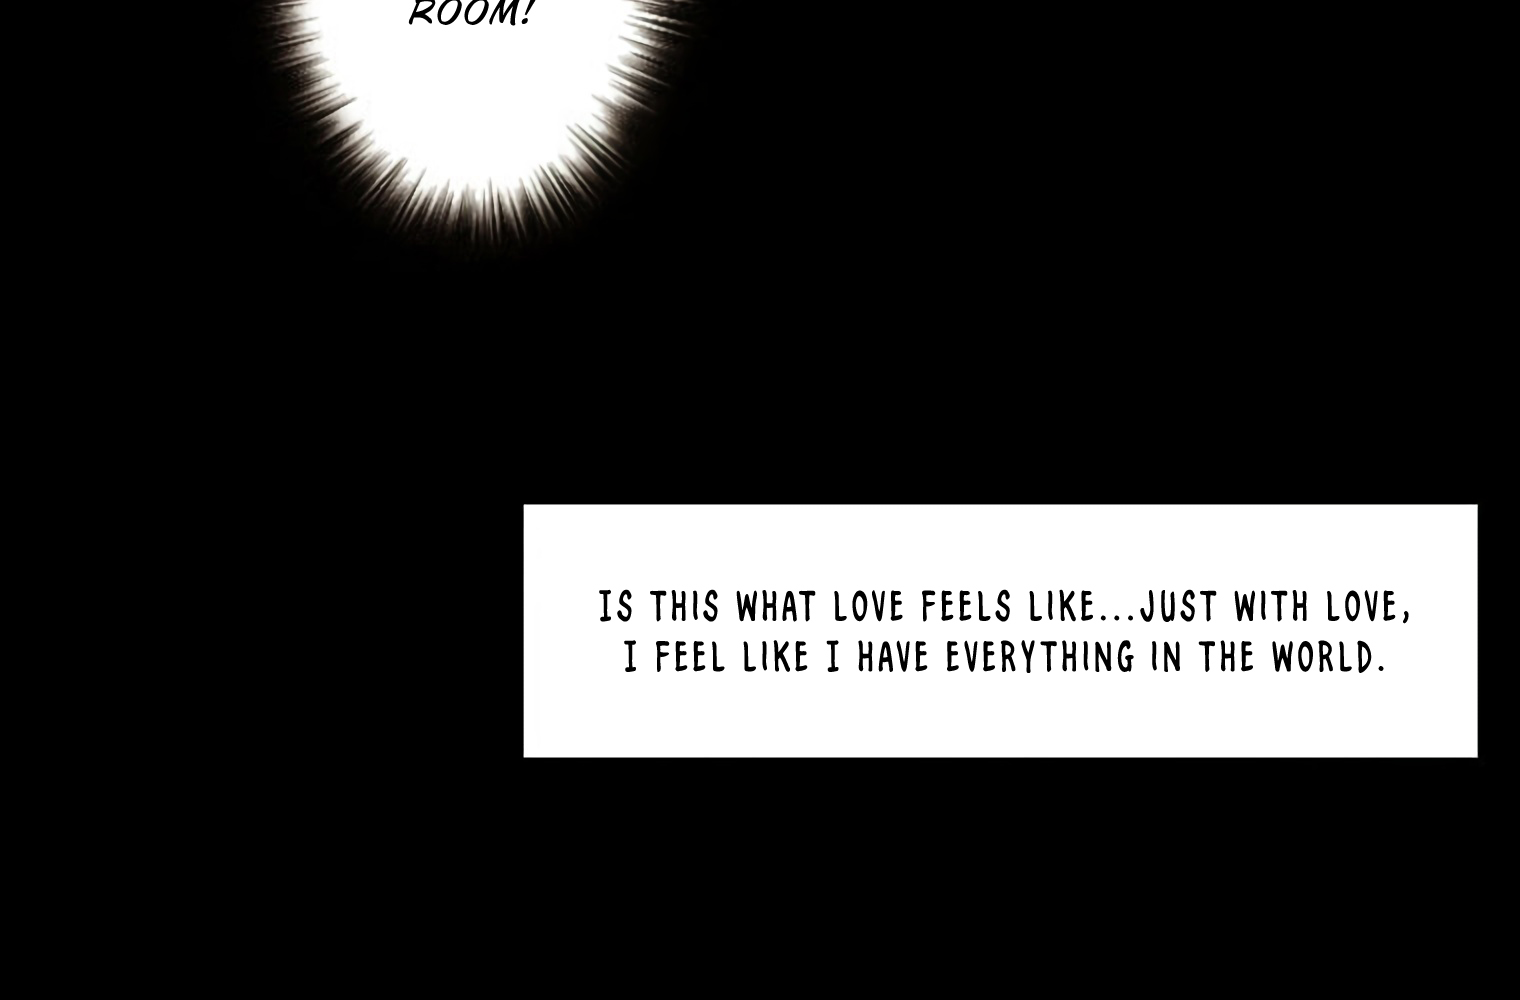 ROOM!
IS THIS WHAT LOVE FEELS LIKE...JUST WITH LOVE,
I FEEL LIKE I HAVE EVERYTHING IN THE WORLD.